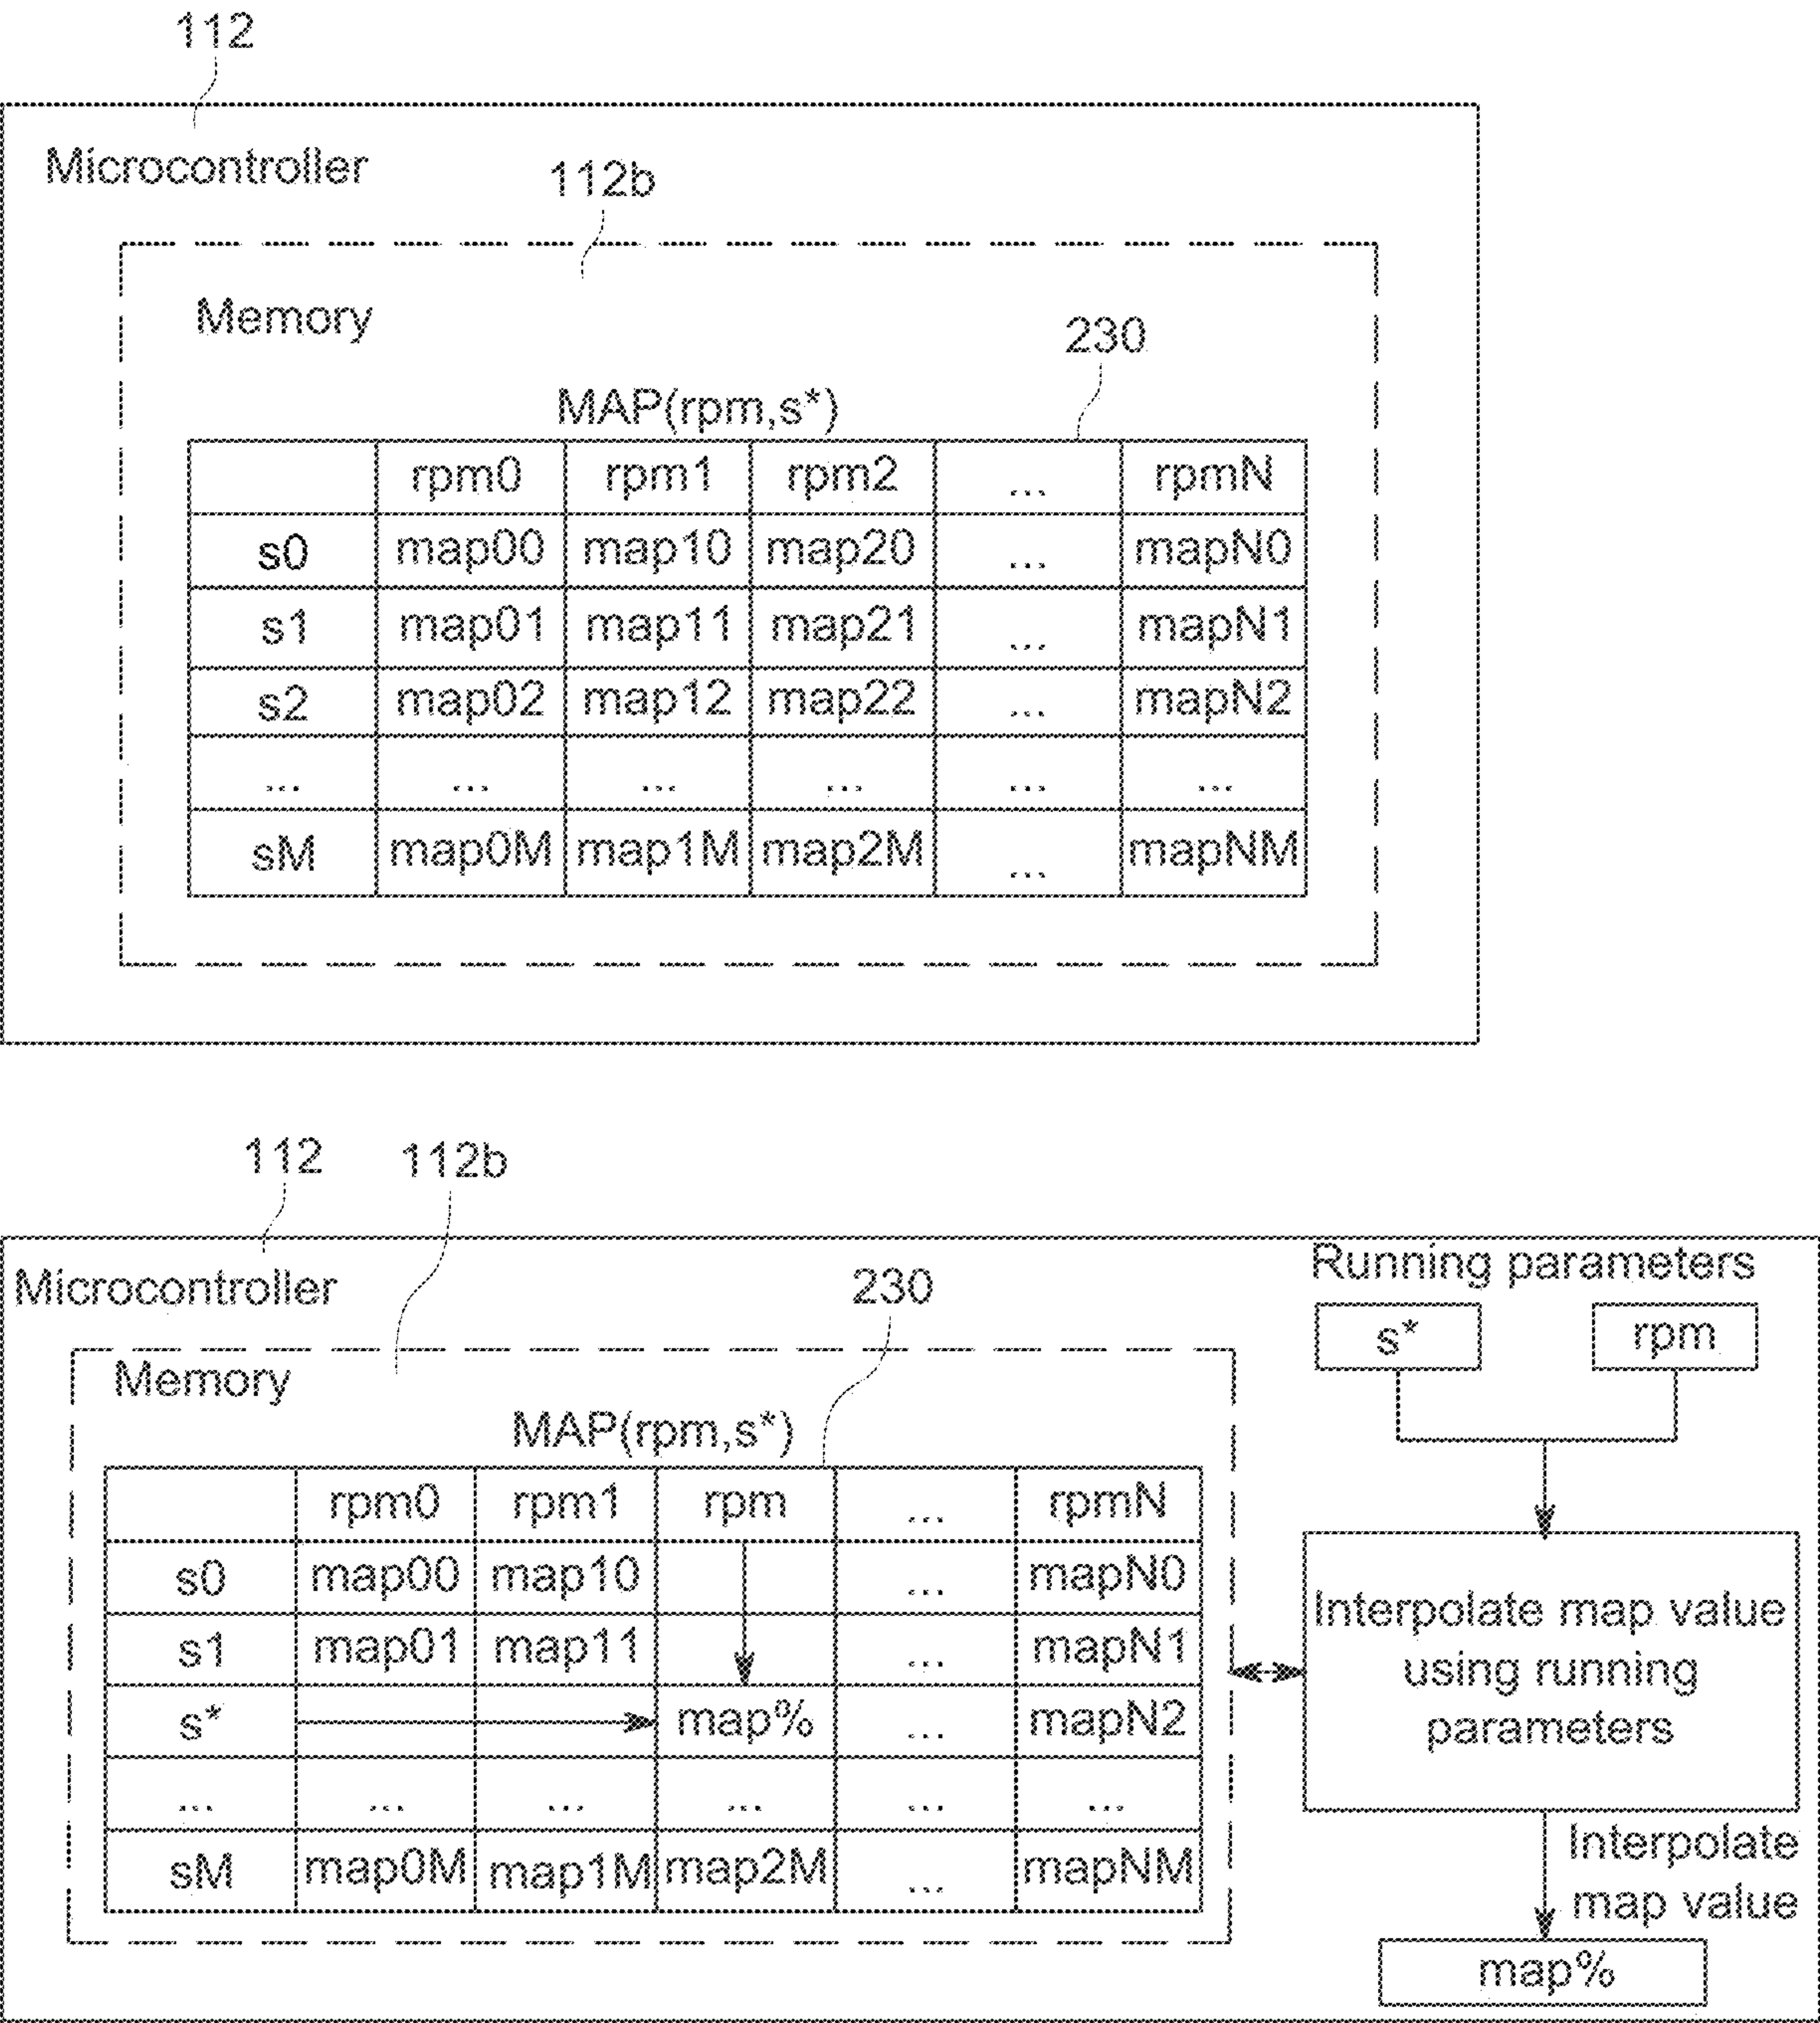 112
Microcontroller
112b
Memory
230
MAP(rpm,s*)
rpm0 rpm1 rpm2 ... rpmN
s0 map00 map10 map20 ... mapN0
s1 map01 map11 map21 ... mapN1
s2 map02 map12 map22 ... mapN2
... ... ... ... ... ...
sM map0M map1M map2M ... mapNM
112 112b
Microcontroller
230
Memory
MAP(rpm,s*)
rpm0 rpm1 rpm ... rpmN
s0 map00 map10 ... mapN0
s1 map01 map11 ... mapN1
s* map% ... mapN2
... ... ... ... ... ...
sM map0M map1M map2M ... mapNM
Running parameters
s* rpm
Interpolate map value
using running
parameters
Interpolate
map value
map%